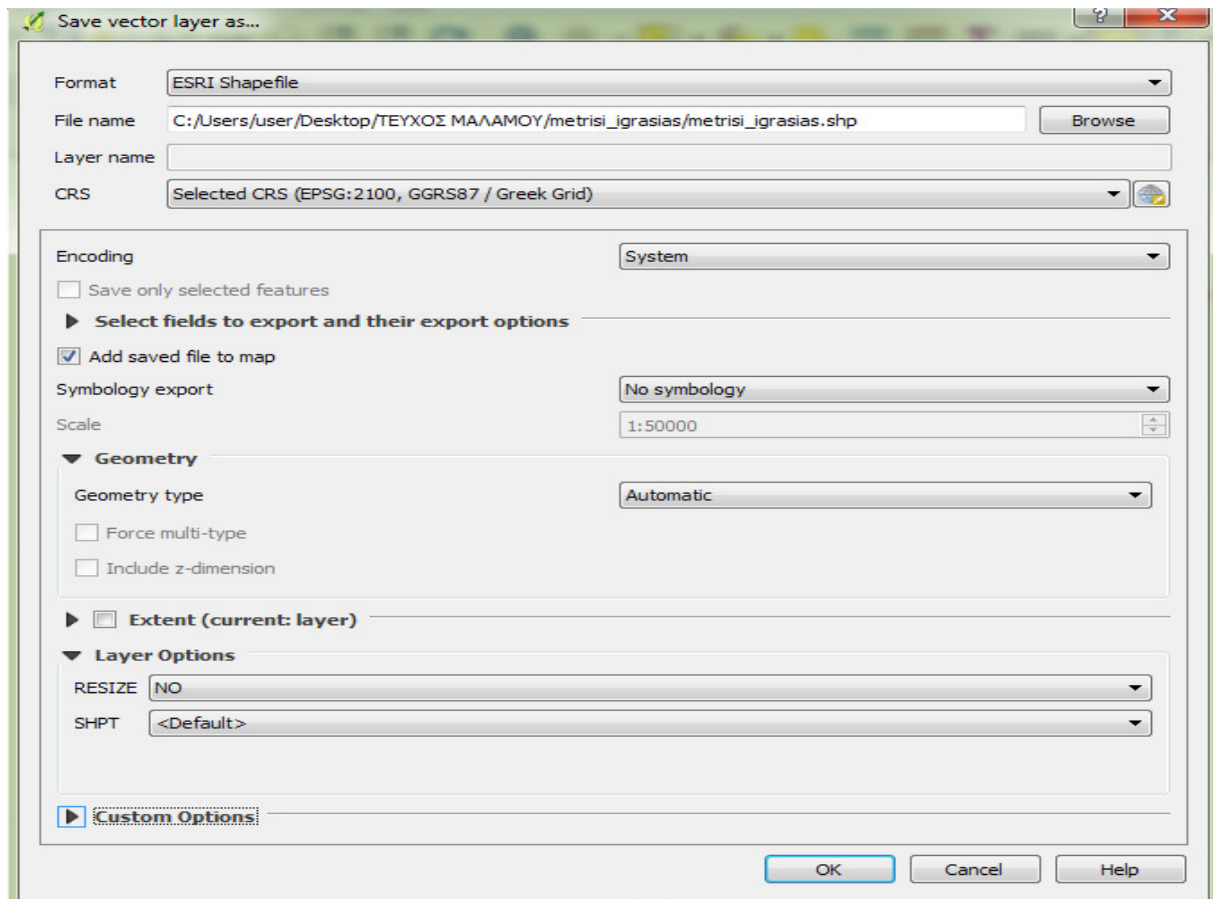 Save vector layer as...
Format ESRI Shapefile
File name C:/Users/user/Desktop/ΤΕΥΧΟΣ ΜΑΛΑΜΟΥ/metrisi_igrasias/metrisi_igrasias.shp Browse
Layer name
CRS Selected CRS (EPSG:2100, GGRS87 / Greek Grid)
Encoding System
Save only selected features
Select fields to export and their export options
Add saved file to map
Symbology export No symbology
Scale 1:50000
Geometry
Geometry type Automatic
Force multi-type
Include z-dimension
Extent (current: layer)
Layer Options
RESIZE NO
SHPT <Default>
Custom Options
OK Cancel Help